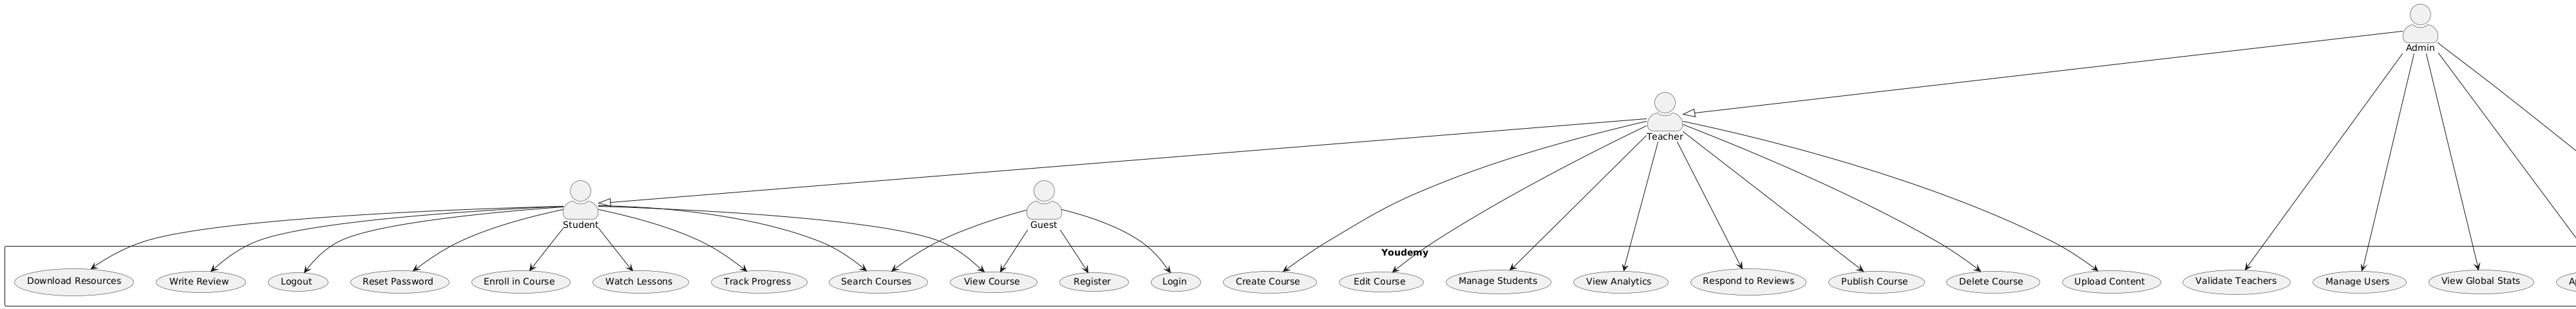 Admin
Teacher
Student
Guest
Youdemy
Download Resources
Write Review
Logout
Reset Password
Enroll in Course
Watch Lessons
Track Progress
Search Courses
View Course
Register
Login
Create Course
Edit Course
Manage Students
View Analytics
Respond to Reviews
Publish Course
Delete Course
Upload Content
Validate Teachers
Manage Users
View Global Stats